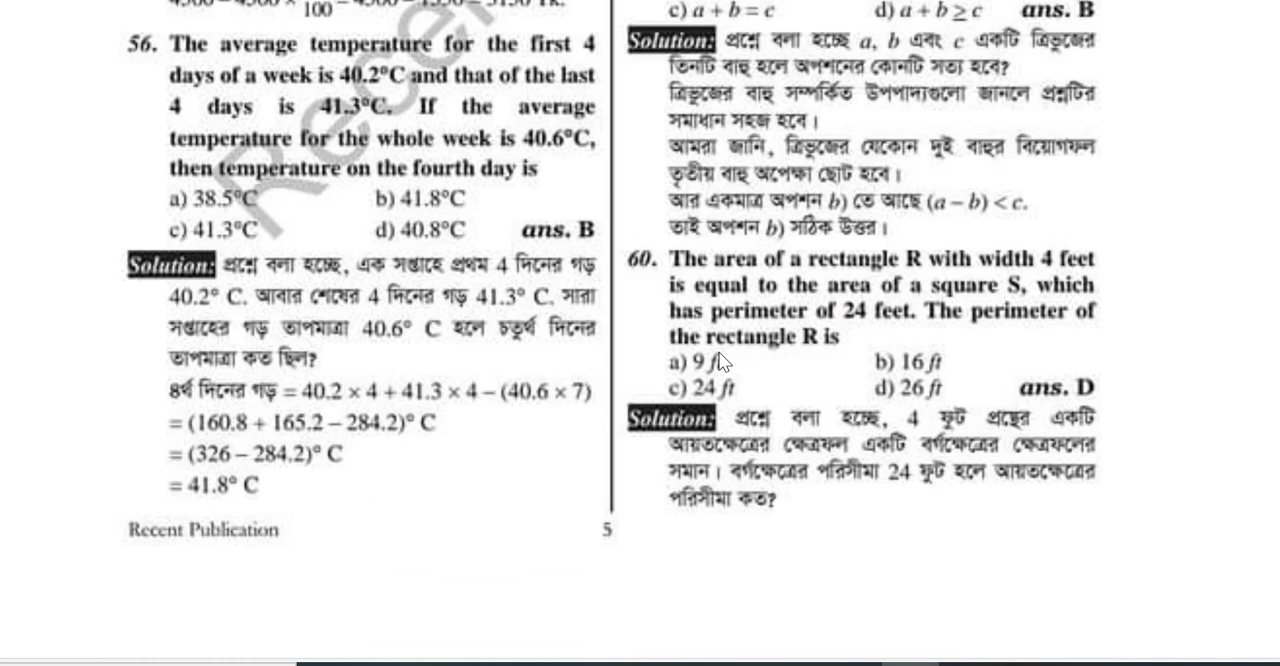 100
56. The average temperature for the first 4
days of a week is 40.2°C and that of the last
4 days is 41.3°C. If the average
temperature for the whole week is 40.6°C,
then temperature on the fourth day is
a) 38.5°C b) 41.8°C
c) 41.3°C d) 40.8°C ans. B
Solution: প্রশ্নে বলা হচ্ছে, এক সপ্তাহে প্রথম 4 দিনের গড়
40.2° C. আবার শেষের 4 দিনের গড় 41.3° C. সারা
সপ্তাহের গড় তাপমাত্রা 40.6° C হলে চতুর্থ দিনের
তাপমাত্রা কত ছিল?
৪র্থ দিনের গড় = 40.2 × 4 + 41.3 × 4 – (40.6 × 7)
= (160.8 + 165.2 – 284.2)° C
= (326 – 284.2)° C
= 41.8° C
c) a + b = c d) a + b ≥ c ans. B
Solution: প্রশ্নে বলা হচ্ছে a, b এবং c একটি ত্রিভুজের
তিনটি বাহু হলে অপশনের কোনটি সত্য হবে?
ত্রিভুজের বাহু সম্পর্কিত উপপাদ্যগুলো জানলে প্রশ্নটির
সমাধান সহজ হবে।
আমরা জানি, ত্রিভুজের যেকোন দুই বাহুর বিয়োগফল
তৃতীয় বাহু অপেক্ষা ছোট হবে।
আর একমাত্র অপশন b) তে আছে (a – b) < c.
তাই অপশন b) সঠিক উত্তর।
60. The area of a rectangle R with width 4 feet
is equal to the area of a square S, which
has perimeter of 24 feet. The perimeter of
the rectangle R is
a) 9 ft b) 16 ft
c) 24 ft d) 26 ft ans. D
Solution: প্রশ্নে বলা হচ্ছে, 4 ফুট প্রস্থের একটি
আয়তক্ষেত্রের ক্ষেত্রফল একটি বর্গক্ষেত্রের ক্ষেত্রফলের
সমান। বর্গক্ষেত্রের পরিসীমা 24 ফুট হলে আয়তক্ষেত্রের
পরিসীমা কত?
Recent Publication 5